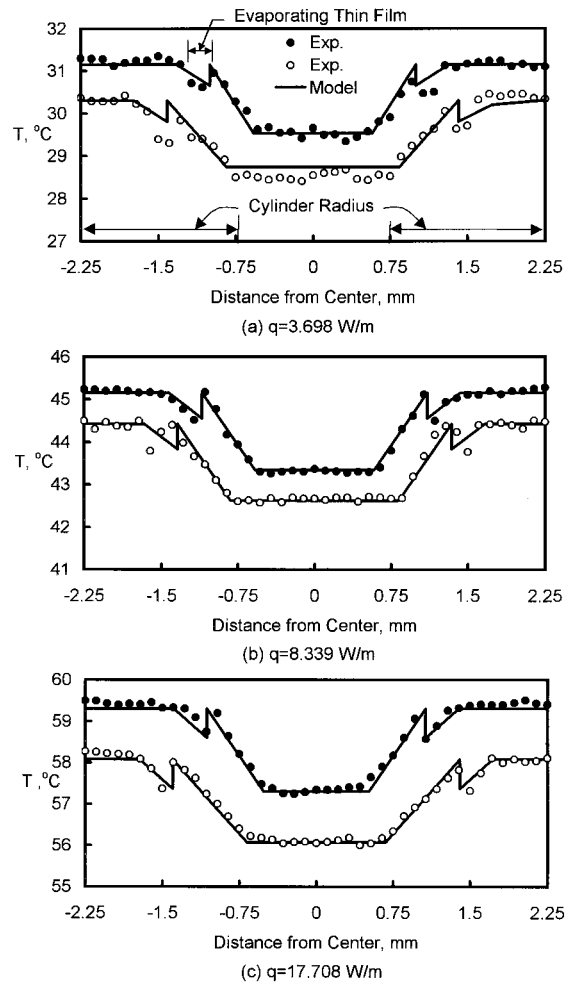 Evaporating Thin Film
32
31
30
29
28
27
T, °C
Exp.
Exp.
Model
Cylinder Radius
-2.25 -1.5 -0.75 0 0.75 1.5 2.25
Distance from Center, mm
(a) q=3.698 W/m
46
45
44
43
42
41
T, °C
-2.25 -1.5 -0.75 0 0.75 1.5 2.25
Distance from Center, mm
(b) q=8.339 W/m
60
59
58
57
56
55
T ,°C
-2.25 -1.5 -0.75 0 0.75 1.5 2.25
Distance from Center, mm
(c) q=17.708 W/m